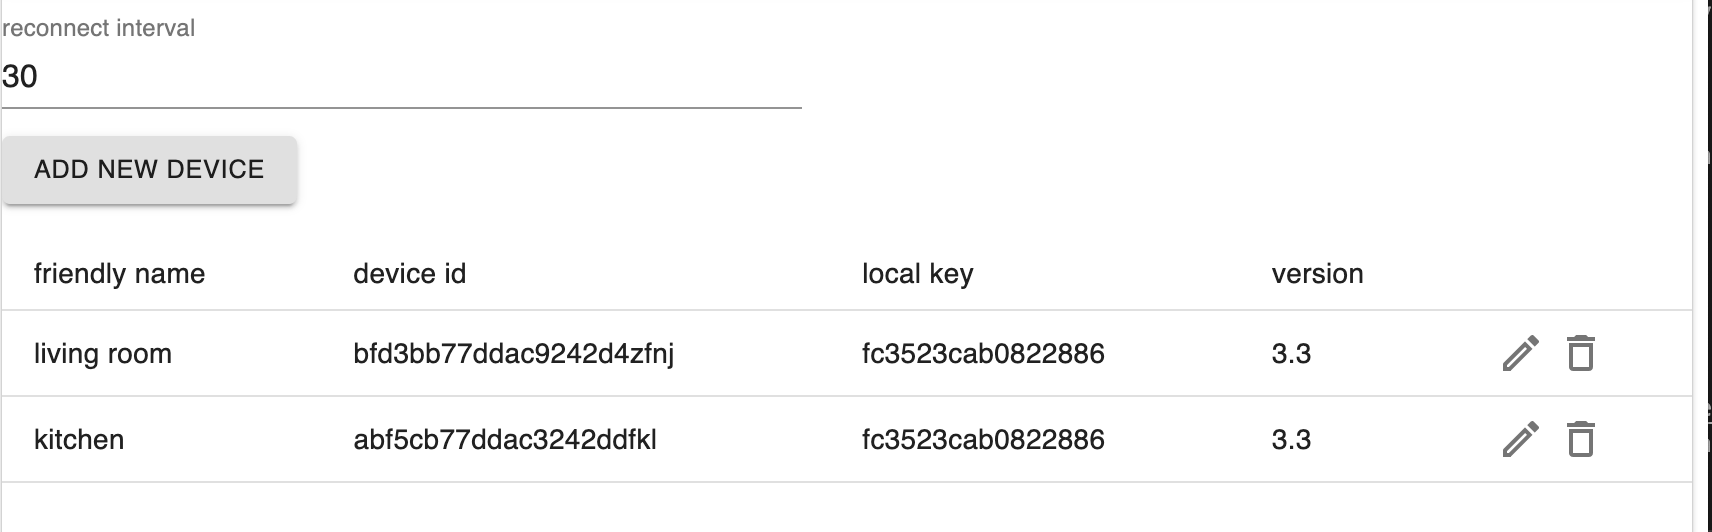 reconnect interval
30
ADD NEW DEVICE
friendly name device id local key version
living room bfd3bb77ddac9242d4zfnj fc3523cab0822886 3.3
kitchen abf5cb77ddac3242ddfkl fc3523cab0822886 3.3